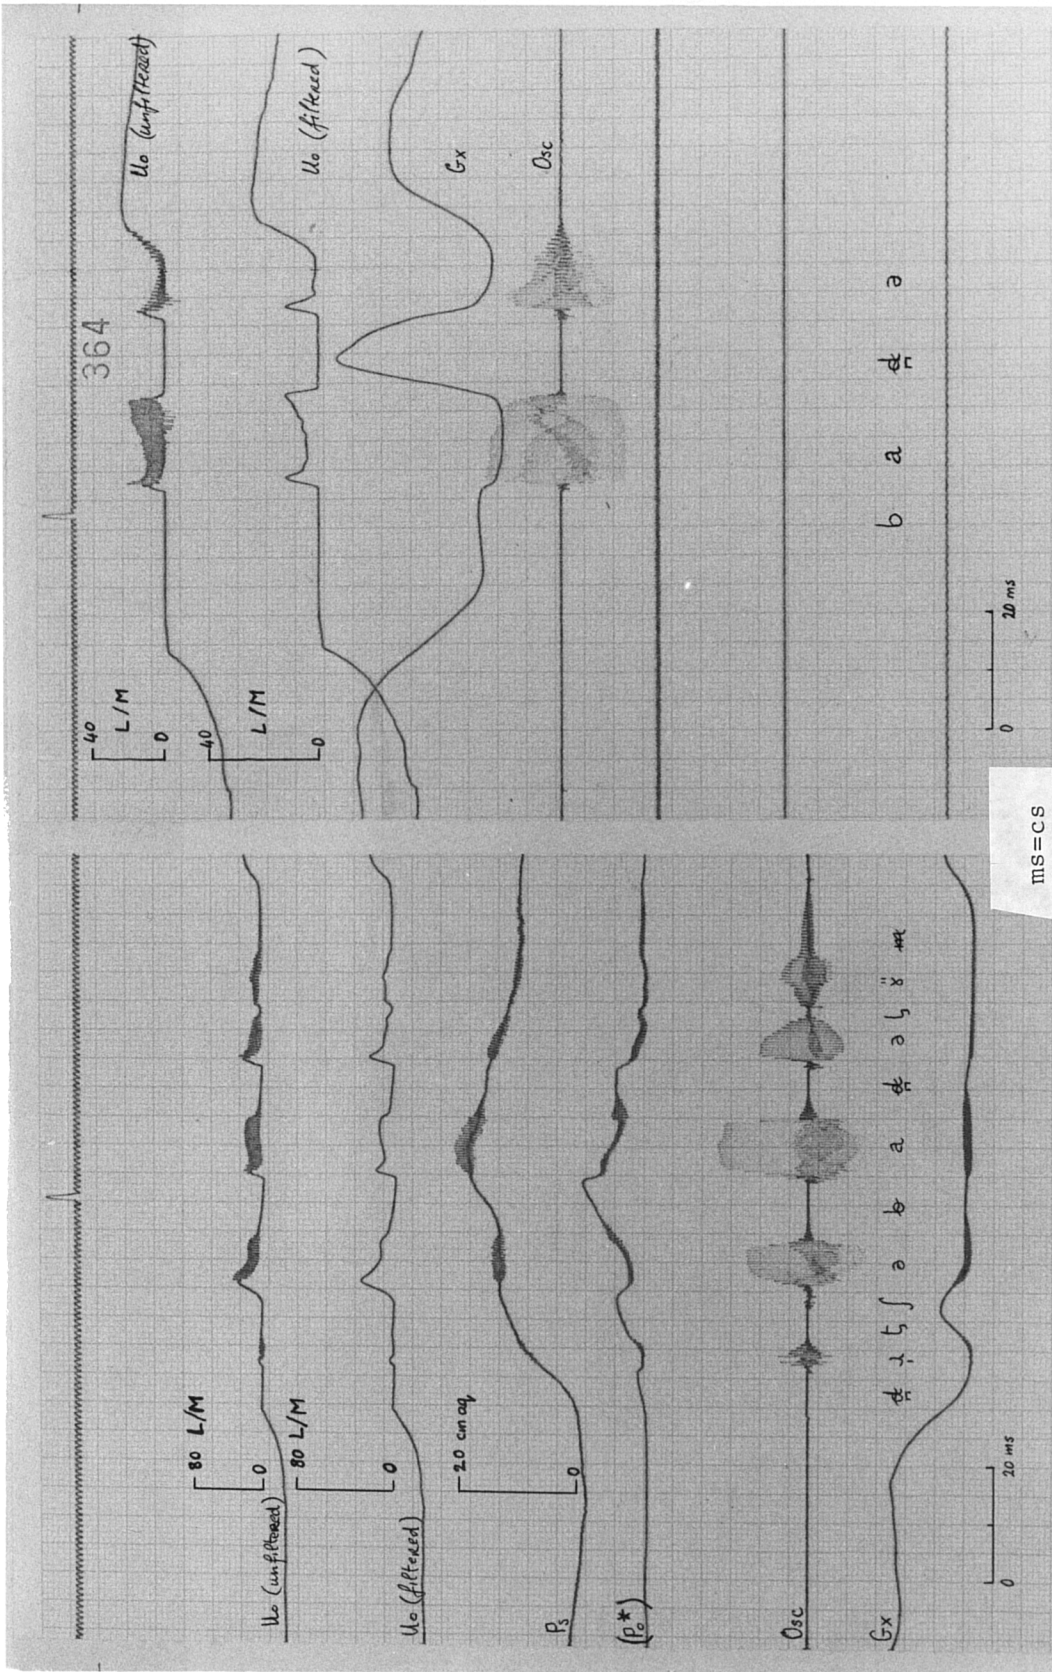 80 L/M
0
Uo (unfiltered)
80 L/M
0
Uo (filtered)
20 cm aq
0
Ps
(Po*)
Osc
ə b a
Gx
0 20 ms
364
40
L/M
0
Uo (unfiltered)
40
L/M
0
Uo (filtered)
Gx
Osc
b a ə
0 20 ms
ms=cs